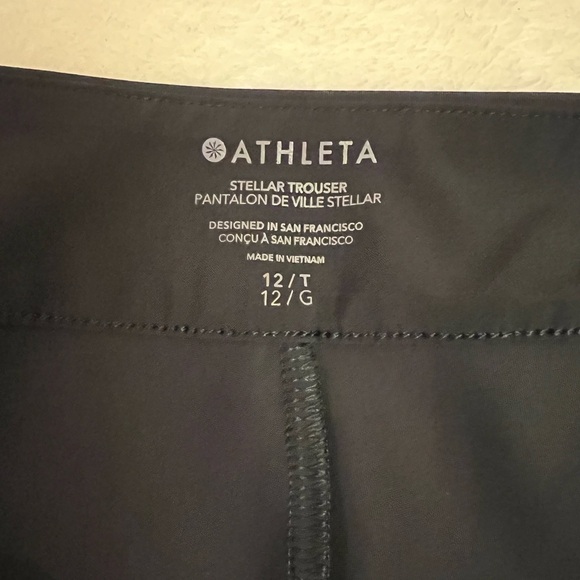 ATHLETA
STELLAR TROUSER
PANTALON DE VILLE STELLAR
DESIGNED IN SAN FRANCISCO
CONÇU À SAN FRANCISCO
MADE IN VIETNAM
12/T
12/G